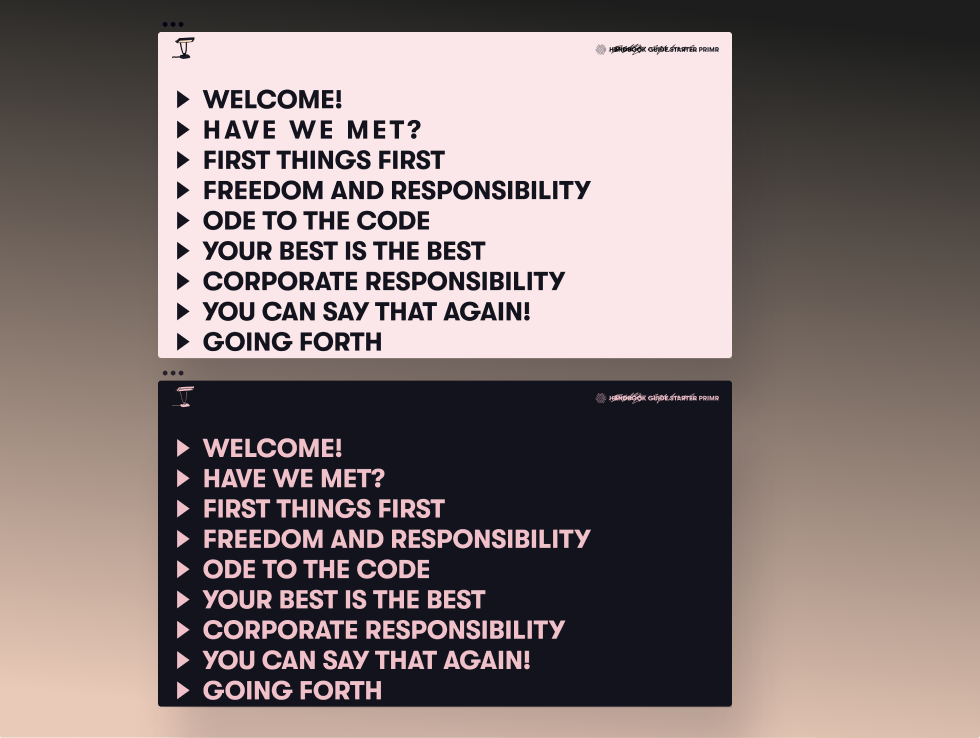 HANDBOOK GUIDE STARTER PRIMR
WELCOME!
HAVE WE MET?
FIRST THINGS FIRST
FREEDOM AND RESPONSIBILITY
ODE TO THE CODE
YOUR BEST IS THE BEST
CORPORATE RESPONSIBILITY
YOU CAN SAY THAT AGAIN!
GOING FORTH
HANDBOOK GUIDE STARTER PRIMR
WELCOME!
HAVE WE MET?
FIRST THINGS FIRST
FREEDOM AND RESPONSIBILITY
ODE TO THE CODE
YOUR BEST IS THE BEST
CORPORATE RESPONSIBILITY
YOU CAN SAY THAT AGAIN!
GOING FORTH